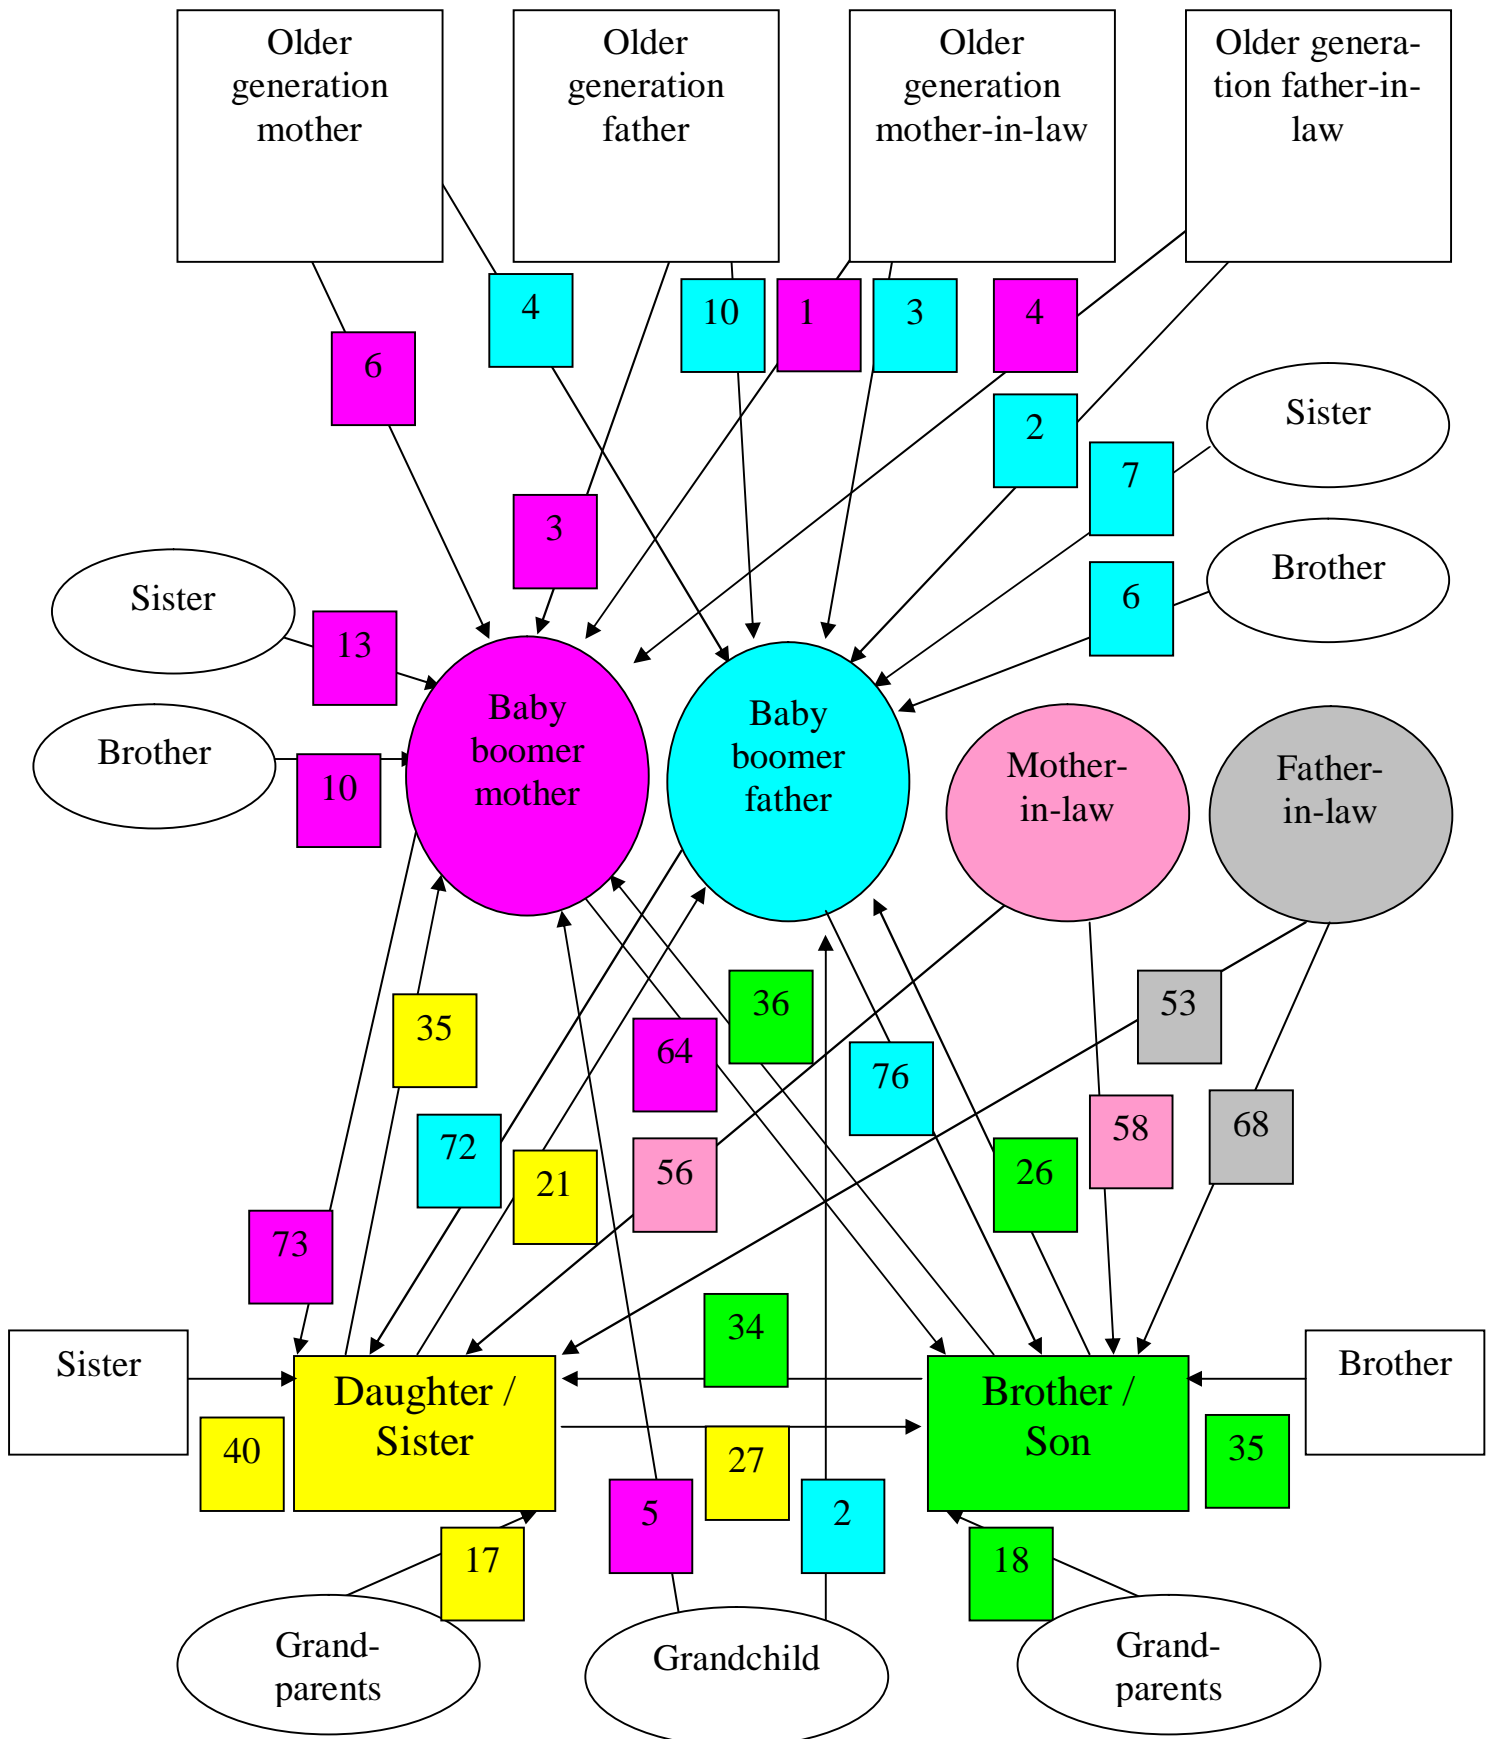 Older
generation
mother
Older
generation
father
Older
generation
mother-in-law
Older genera-
tion father-in-
law
4
10
1
3
4
6
2
Sister
7
3
Brother
6
Sister
13
Brother
10
Baby
boomer
mother
Baby
boomer
father
Mother-
in-law
Father-
in-law
35
64
36
76
53
72
21
56
26
58
68
73
34
Sister
40
Daughter /
Sister
27
Brother /
Son
35
Brother
17
5
2
18
Grand-
parents
Grandchild
Grand-
parents